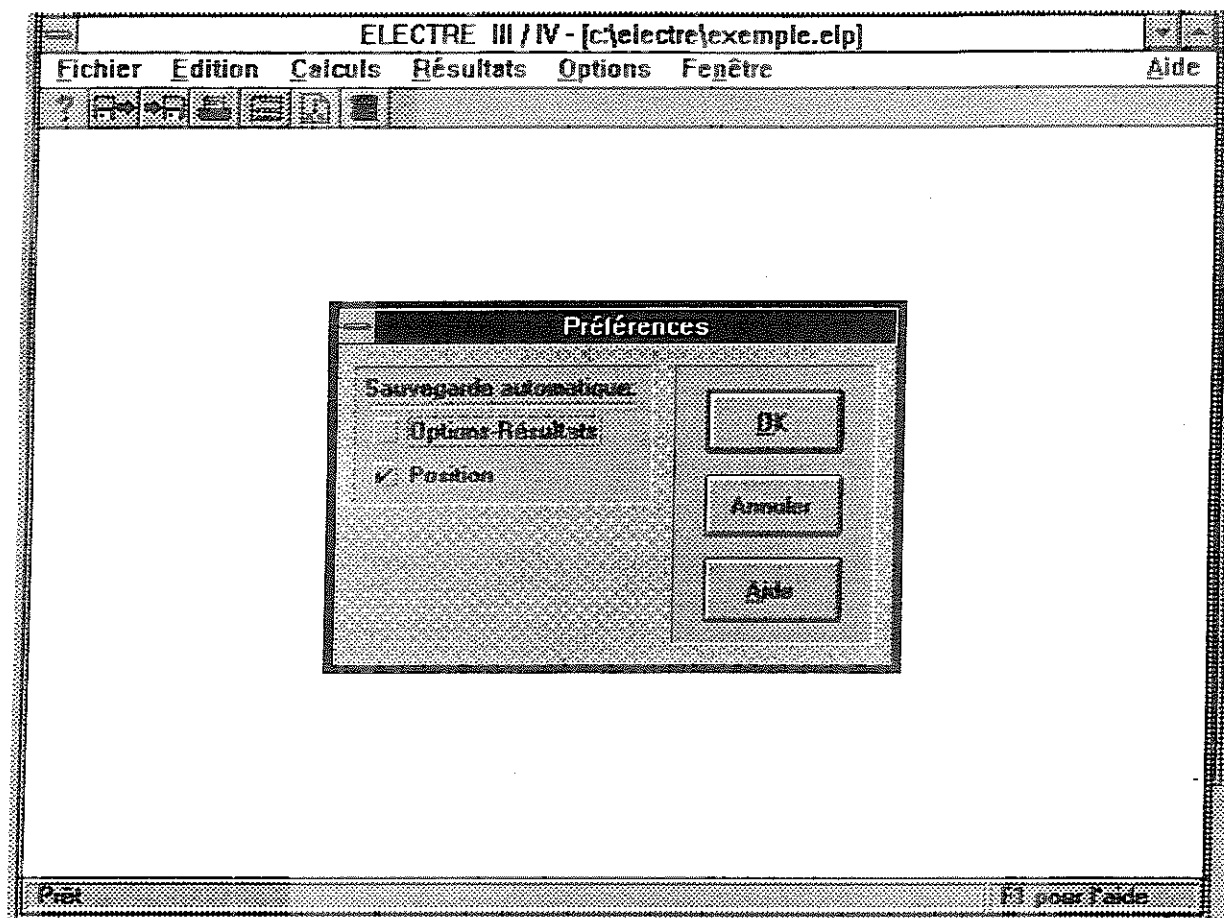 ELECTRE III / IV - [c:\electre\exemple.elp]
Fichier Edition Calculs Résultats Options Fenêtre Aide
?
Préférences
Sauvegarde automatique:
Options-Résultats
Position
OK
Annuler
Aide
Prêt
F1 pour l'aide